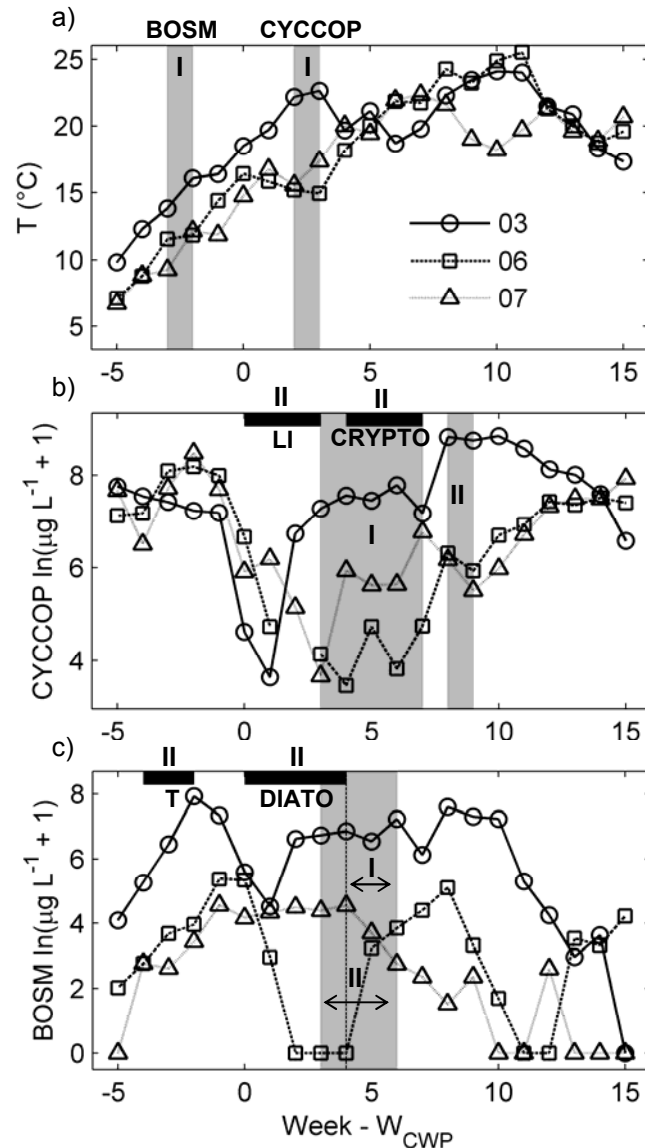 a)
BOSM CYCCOP
I I
25
20
15
10
5
T (°C)
03
06
07
-5 0 5 10 15
b)
II II
LI CRYPTO
I II
8
6
4
CYCCOP ln(μg L⁻¹ + 1)
-5 0 5 10 15
c)
II II
T DIATO
I
II
8
6
4
2
0
BOSM ln(μg L⁻¹ + 1)
-5 0 5 10 15
Week - W_CWP